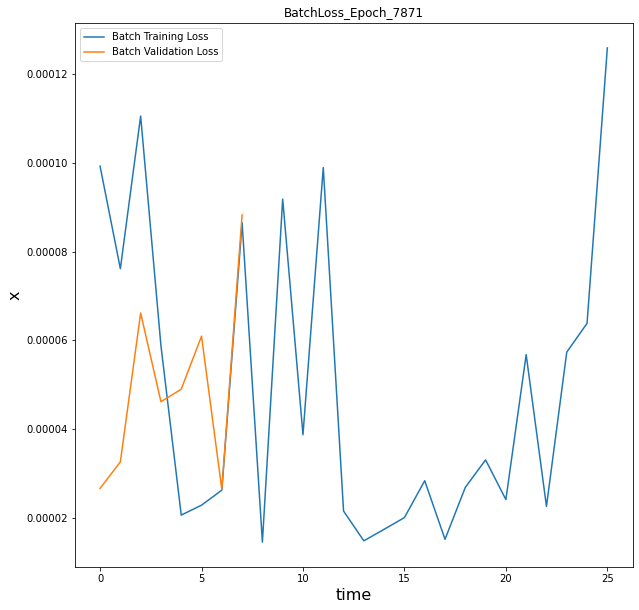 BatchLoss_Epoch_7871
Batch Training Loss
Batch Validation Loss
0.00012
0.00010
0.00008
0.00006
0.00004
0.00002
x
0 5 10 15 20 25
time